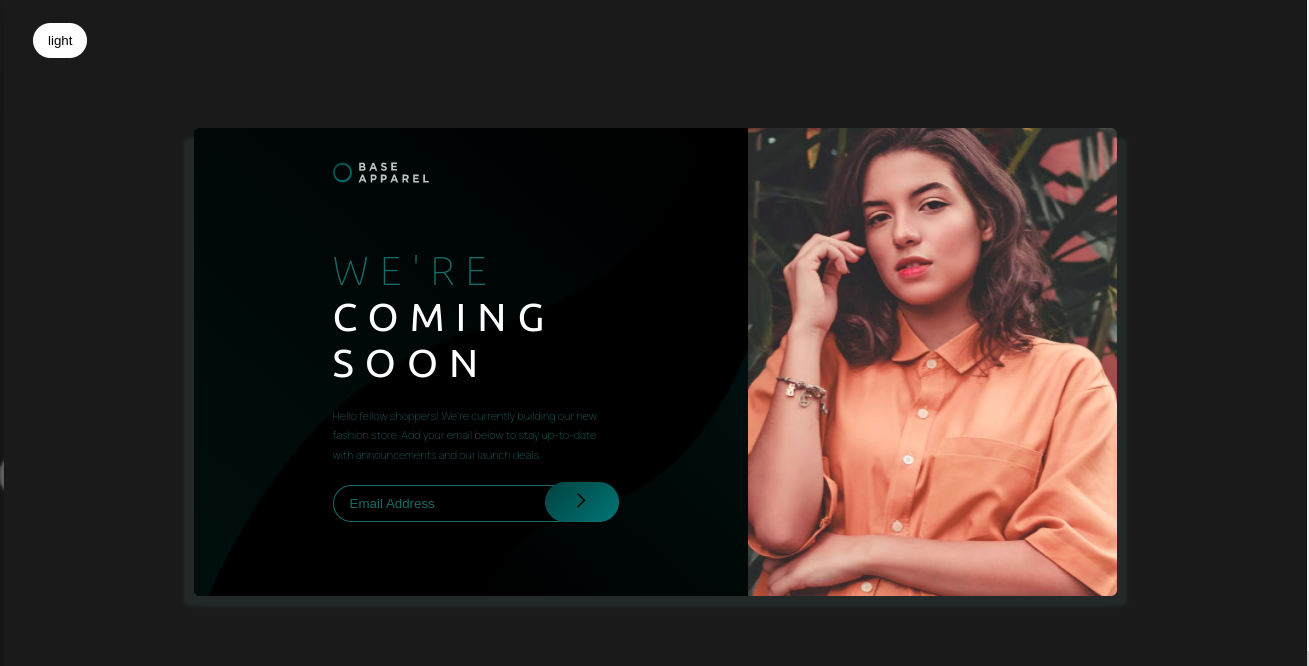 light
BASE
APPAREL
WE'RE
COMING
SOON
Hello fellow shoppers! We're currently building our new
fashion store. Add your email below to stay up-to-date
with announcements and our launch deals.
Email Address